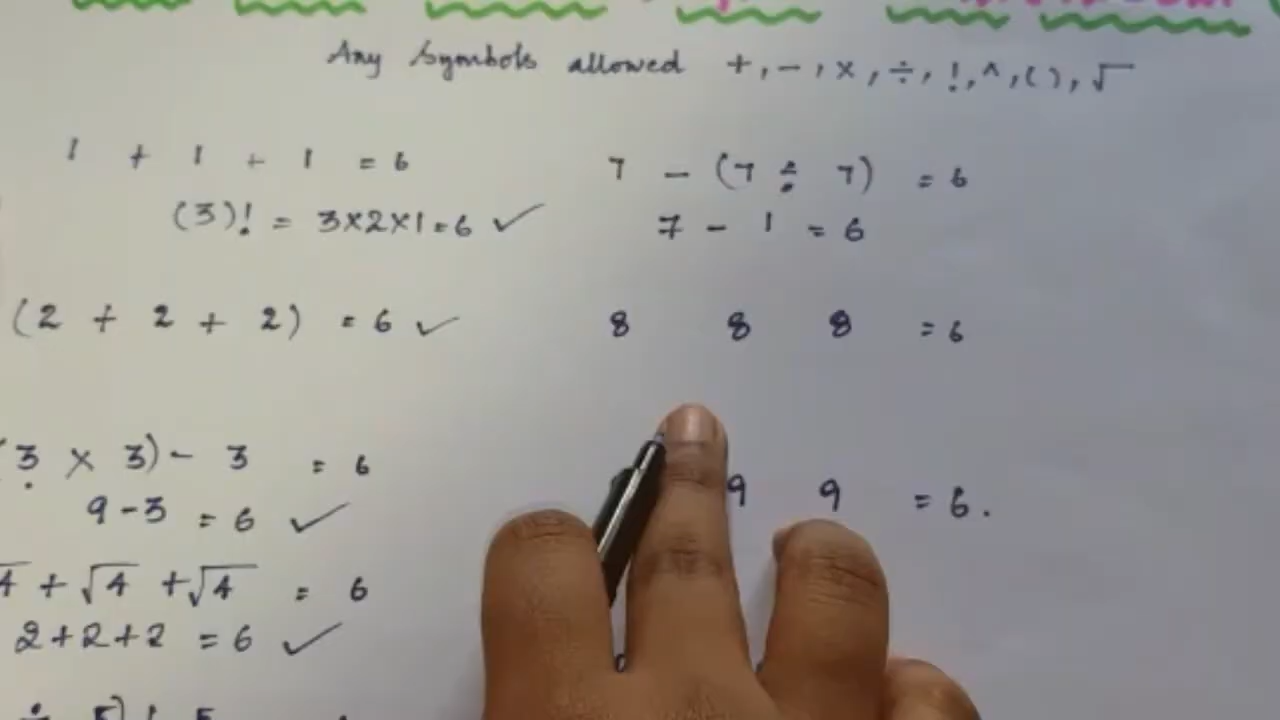 Any Symbols allowed +, -, ×, ÷, !, ^, ( ), √
1 + 1 + 1 = 6
(3)! = 3×2×1=6 ✓
(2 + 2 + 2) = 6 ✓
(3 × 3) - 3 = 6
9 - 3 = 6 ✓
√4 + √4 + √4 = 6
2+2+2 = 6 ✓
7 - (7 ÷ 7) = 6
7 - 1 = 6
8 8 8 = 6
9 9 = 6.